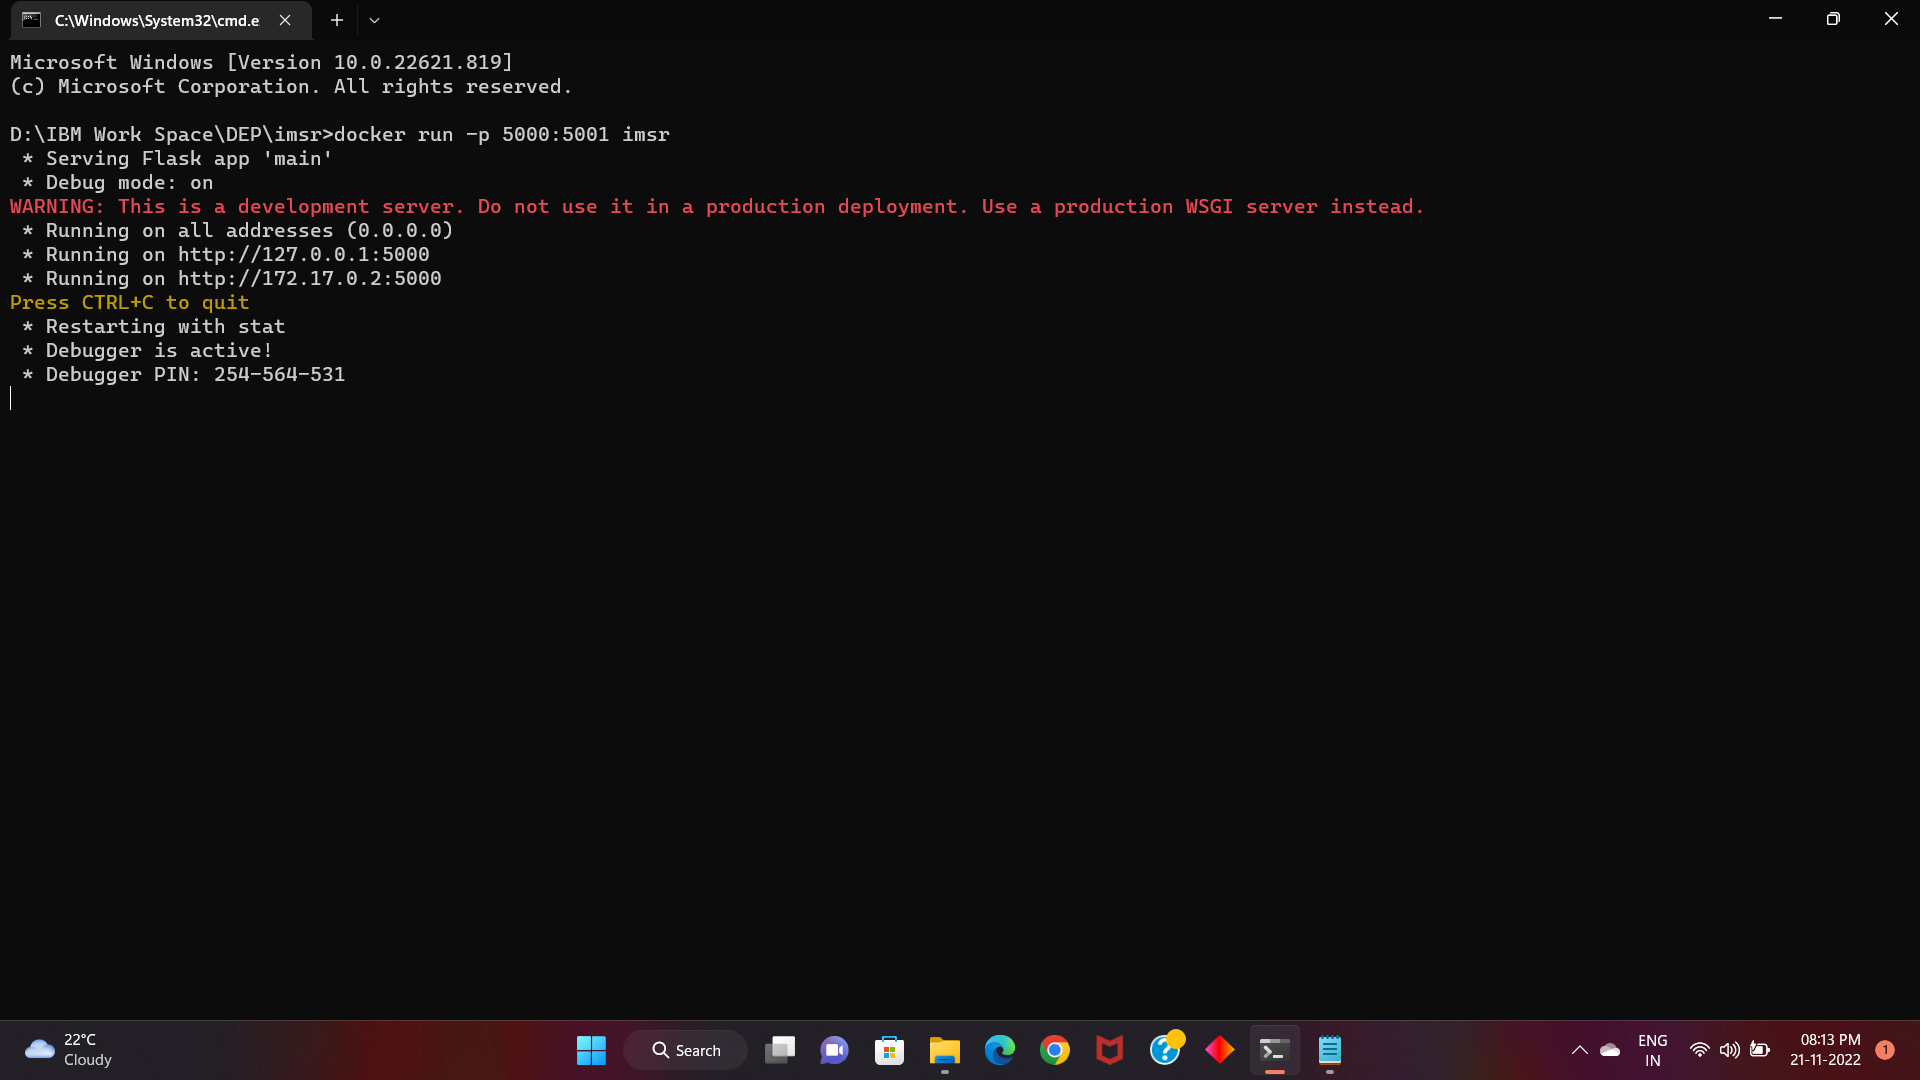 C:\Windows\System32\cmd.e
Microsoft Windows [Version 10.0.22621.819]
(c) Microsoft Corporation. All rights reserved.
D:\IBM Work Space\DEP\imsr>docker run -p 5000:5001 imsr
* Serving Flask app 'main'
* Debug mode: on
WARNING: This is a development server. Do not use it in a production deployment. Use a production WSGI server instead.
* Running on all addresses (0.0.0.0)
* Running on http://127.0.0.1:5000
* Running on http://172.17.0.2:5000
Press CTRL+C to quit
* Restarting with stat
* Debugger is active!
* Debugger PIN: 254-564-531
22°C
Cloudy
Search
ENG
IN
08:13 PM
21-11-2022
1